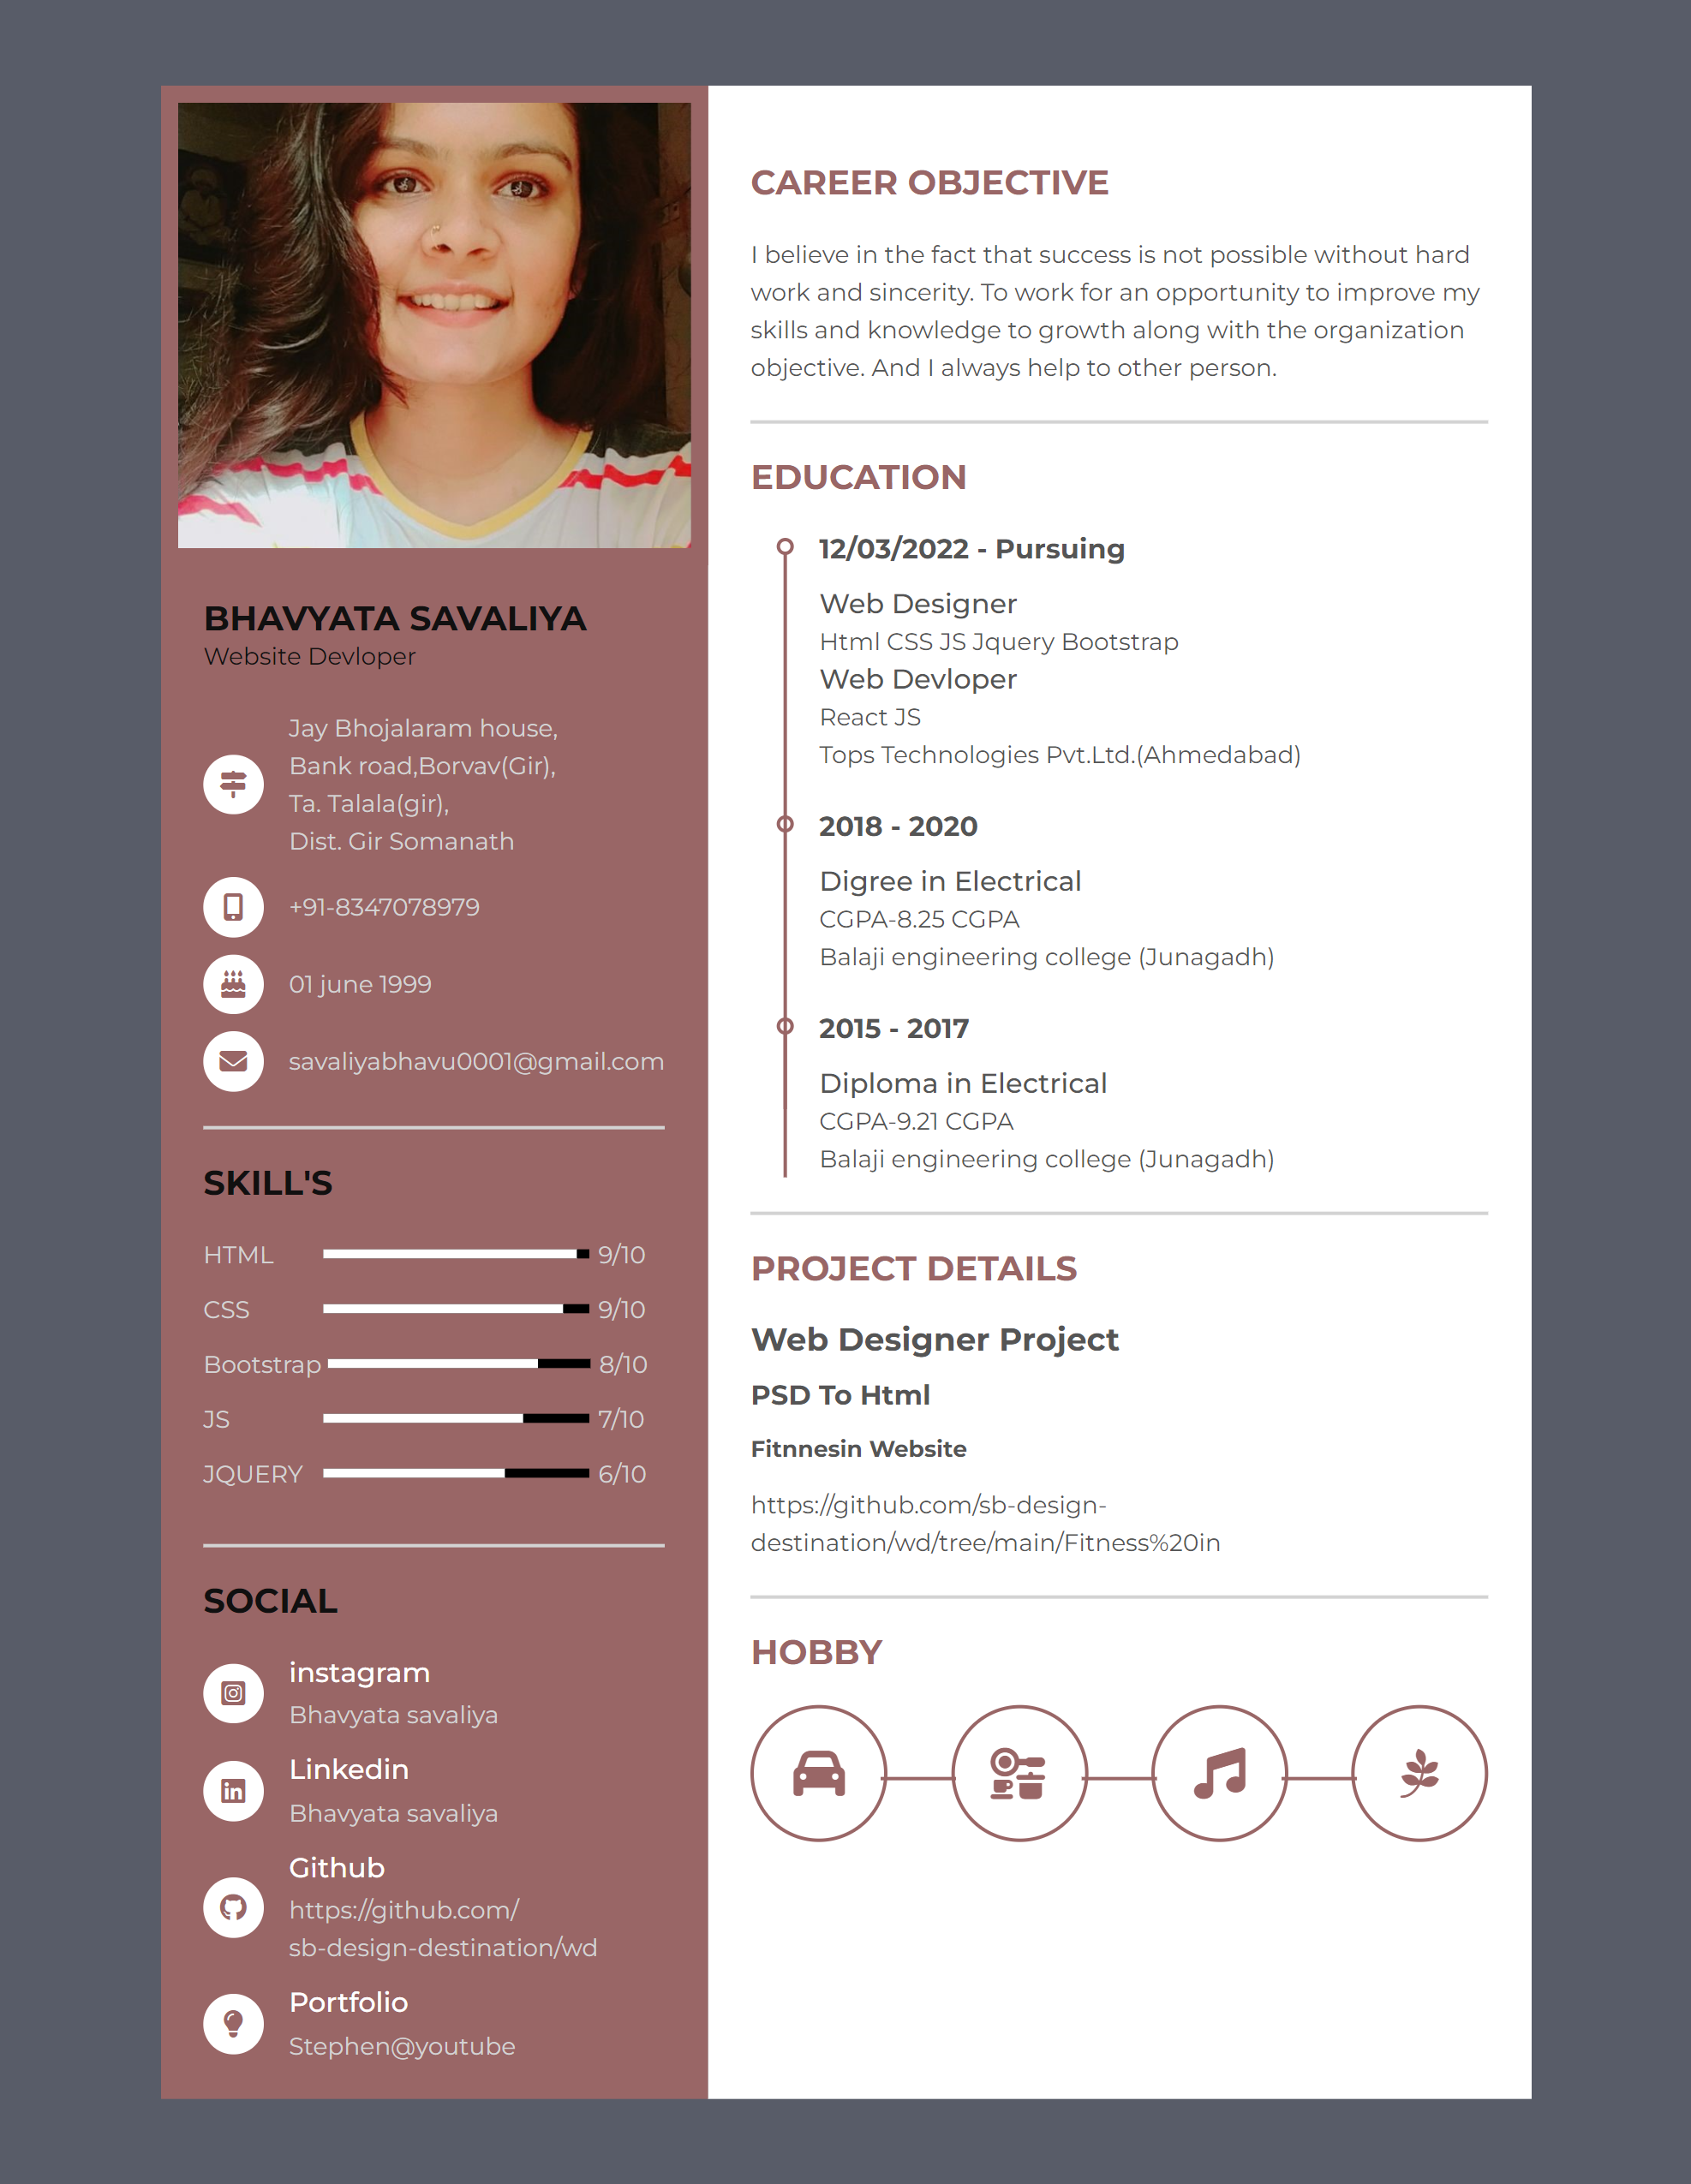 BHAVYATA SAVALIYA
Website Devloper
Jay Bhojalaram house,
Bank road,Borvav(Gir),
Ta. Talala(gir),
Dist. Gir Somanath
+91-8347078979
01 june 1999
savaliyabhavu0001@gmail.com
SKILL'S
HTML 9/10
CSS 9/10
Bootstrap 8/10
JS 7/10
JQUERY 6/10
SOCIAL
instagram
Bhavyata savaliya
Linkedin
Bhavyata savaliya
Github
https://github.com/
sb-design-destination/wd
Portfolio
Stephen@youtube
CAREER OBJECTIVE
I believe in the fact that success is not possible without hard
work and sincerity. To work for an opportunity to improve my
skills and knowledge to growth along with the organization
objective. And I always help to other person.
EDUCATION
12/03/2022 - Pursuing
Web Designer
Html CSS JS Jquery Bootstrap
Web Devloper
React JS
Tops Technologies Pvt.Ltd.(Ahmedabad)
2018 - 2020
Digree in Electrical
CGPA-8.25 CGPA
Balaji engineering college (Junagadh)
2015 - 2017
Diploma in Electrical
CGPA-9.21 CGPA
Balaji engineering college (Junagadh)
PROJECT DETAILS
Web Designer Project
PSD To Html
Fitnnesin Website
https://github.com/sb-design-
destination/wd/tree/main/Fitness%20in
HOBBY